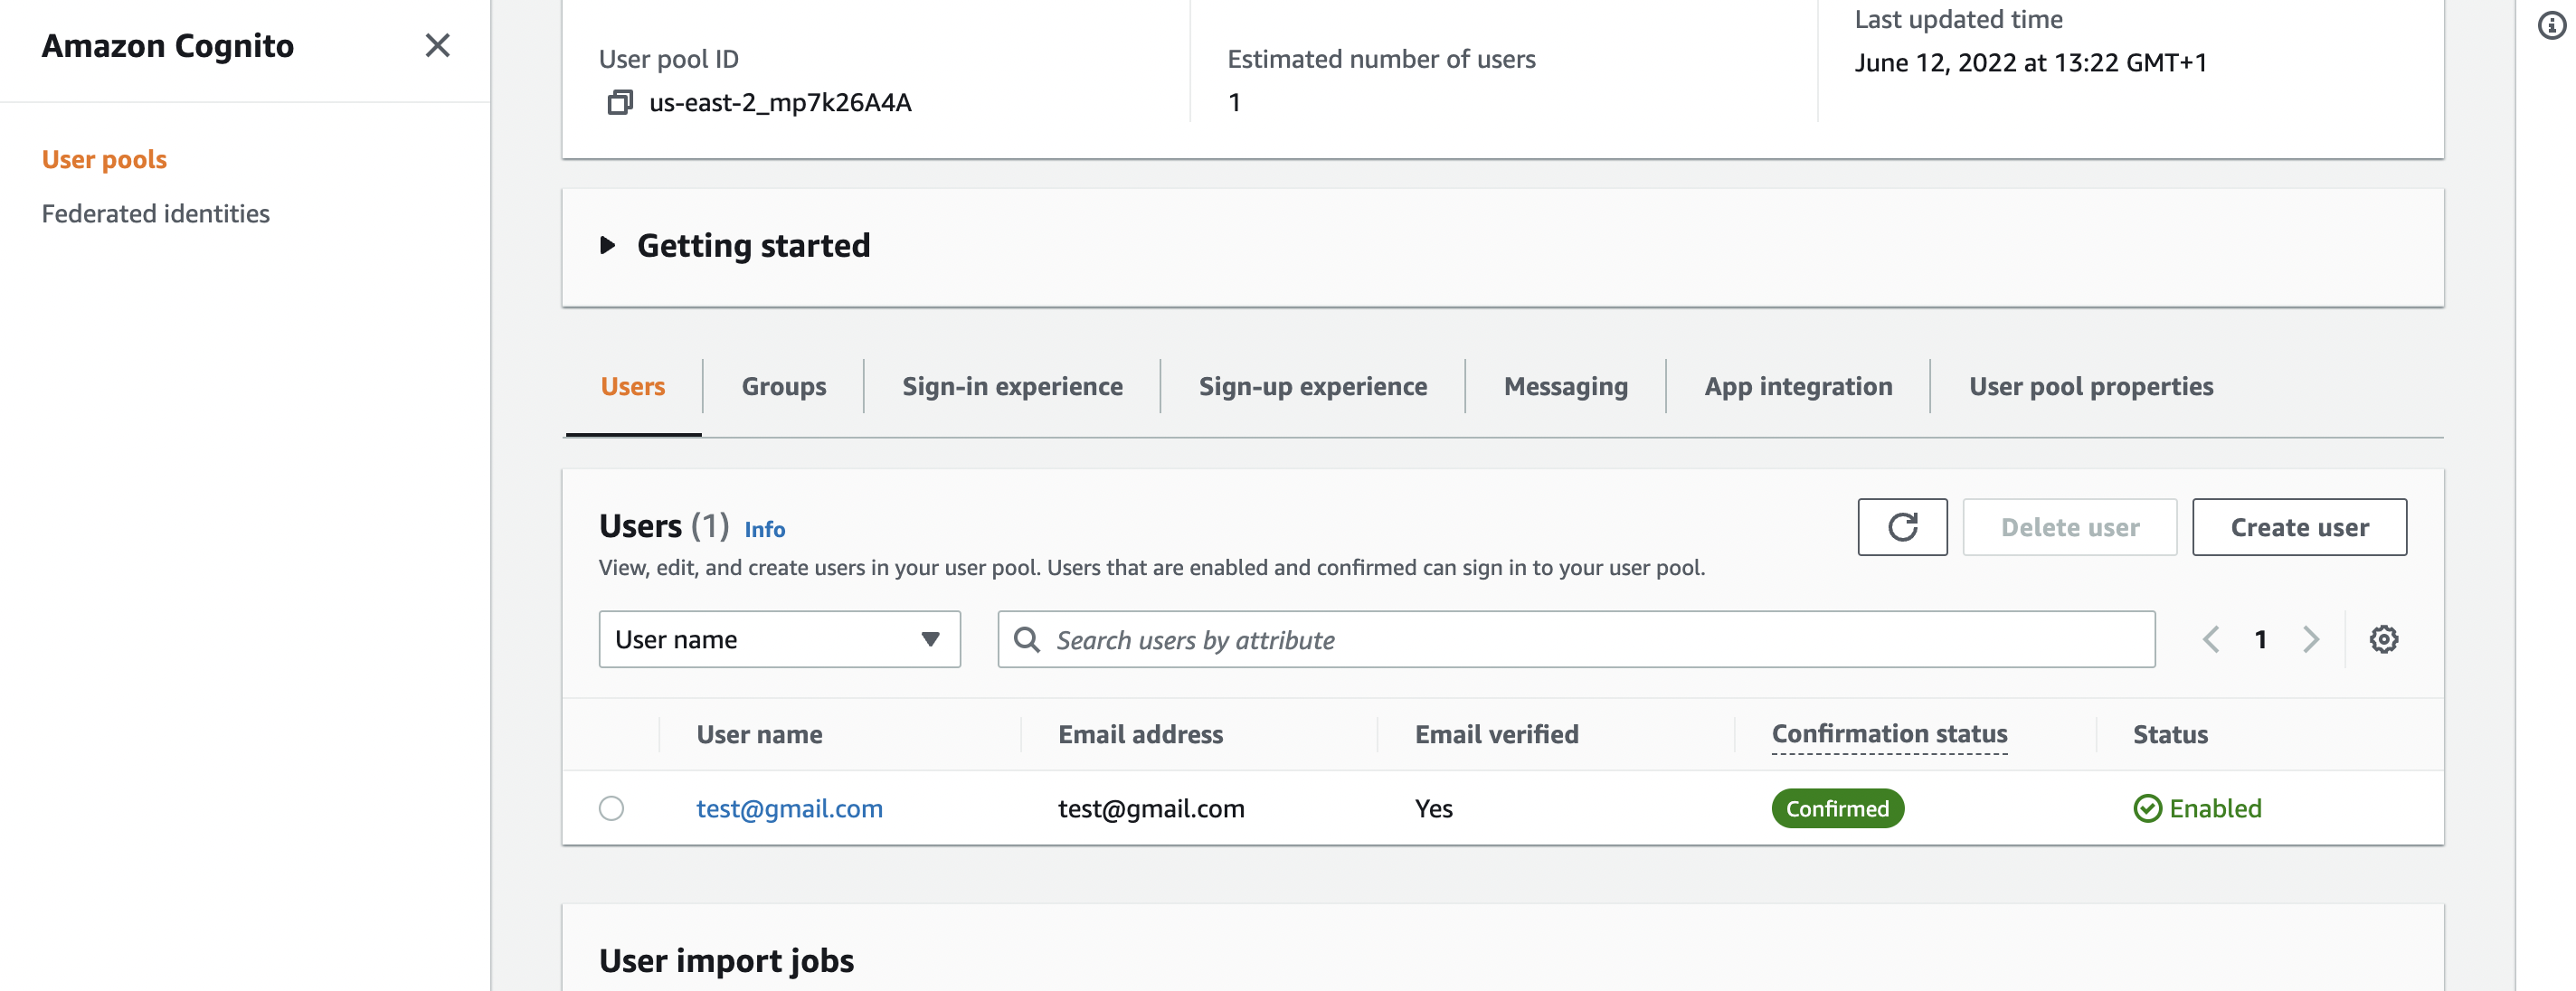 Amazon Cognito
User pools
Federated identities
User pool ID
us-east-2_mp7k26A4A
Estimated number of users
1
Last updated time
June 12, 2022 at 13:22 GMT+1
Getting started
Users
Groups
Sign-in experience
Sign-up experience
Messaging
App integration
User pool properties
Users (1) Info
View, edit, and create users in your user pool. Users that are enabled and confirmed can sign in to your user pool.
Delete user
Create user
User name
Search users by attribute
1
User name Email address Email verified Confirmation status Status
test@gmail.com test@gmail.com Yes Confirmed Enabled
User import jobs